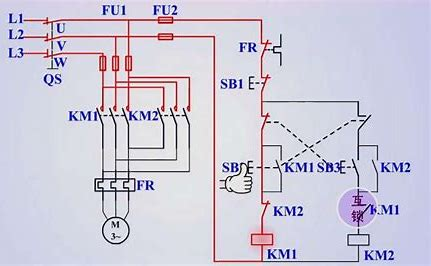 L1 FU1 FU2
L2 U
L3 V
W
QS
FR
SB1
KM1 KM2
SB KM1 SB3 KM2
FR
KM2 互锁 KM1
M
3~
KM1 KM2